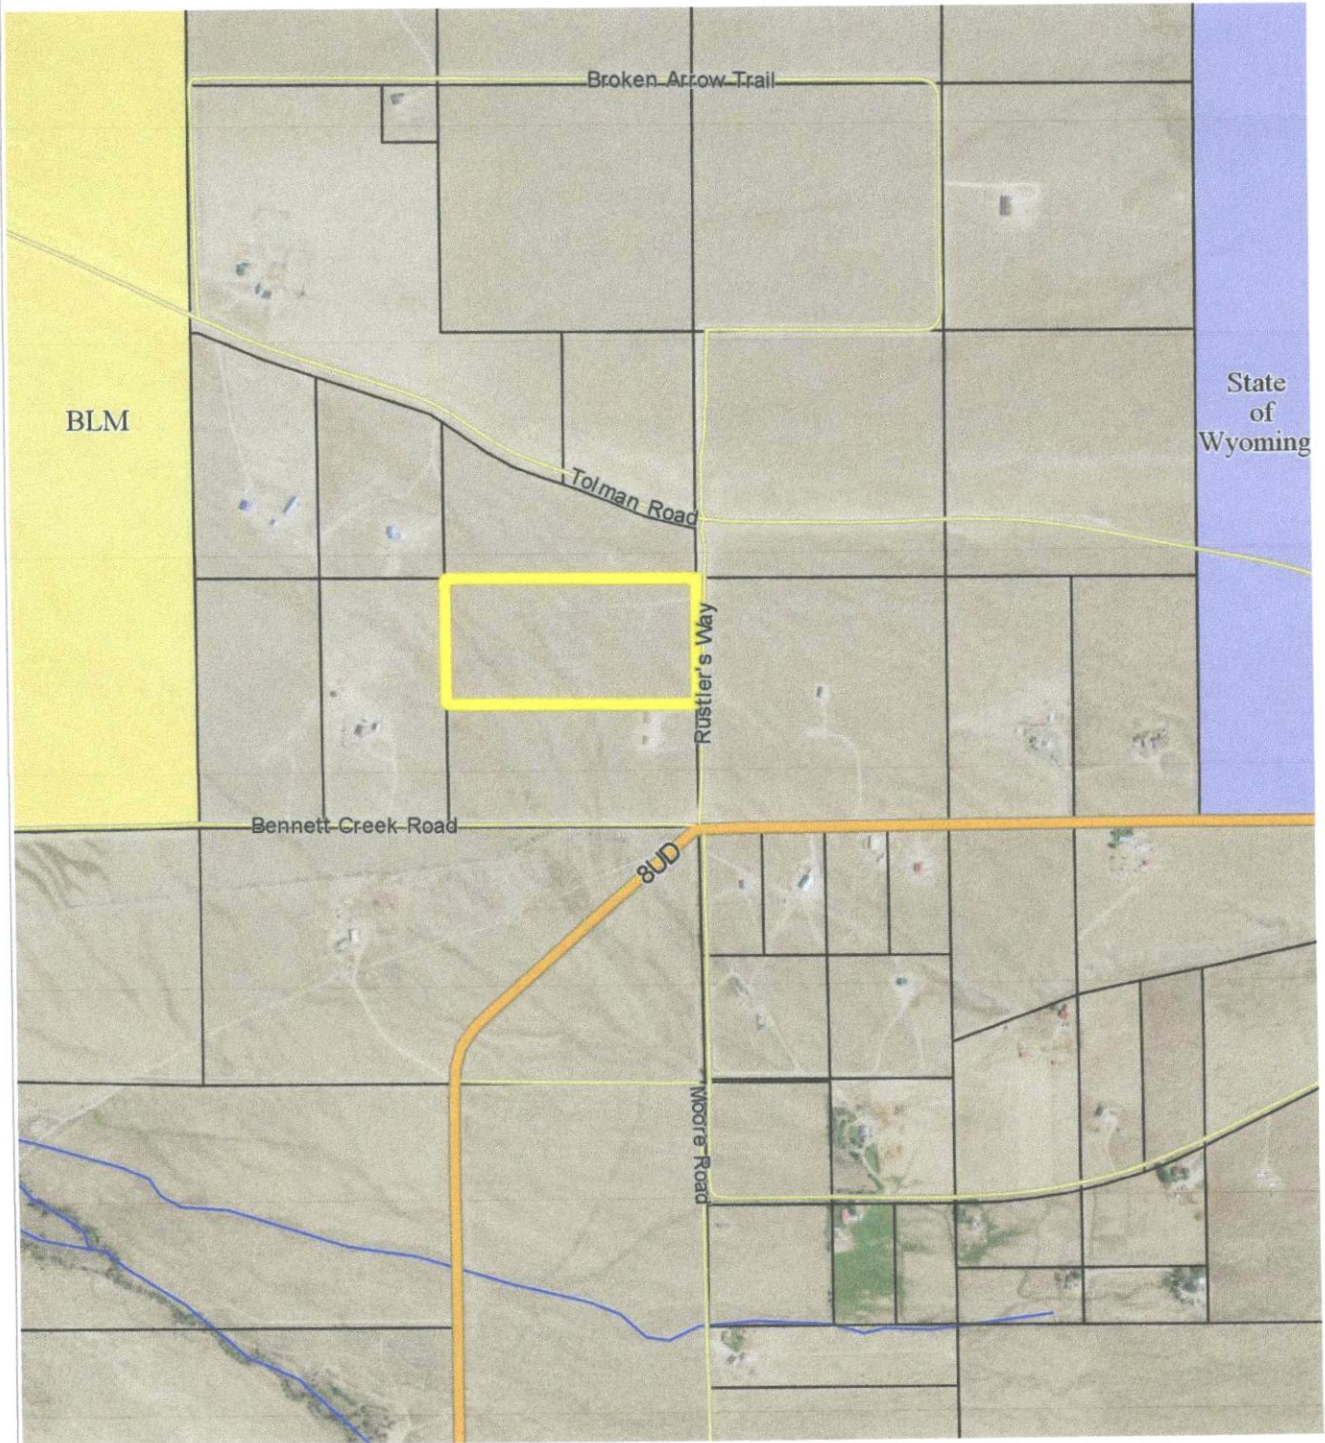 Broken Arrow Trail
State
of
Wyoming
BLM
Tolman Road
Rustler's Way
Bennett Creek Road
8UD
Moore Road